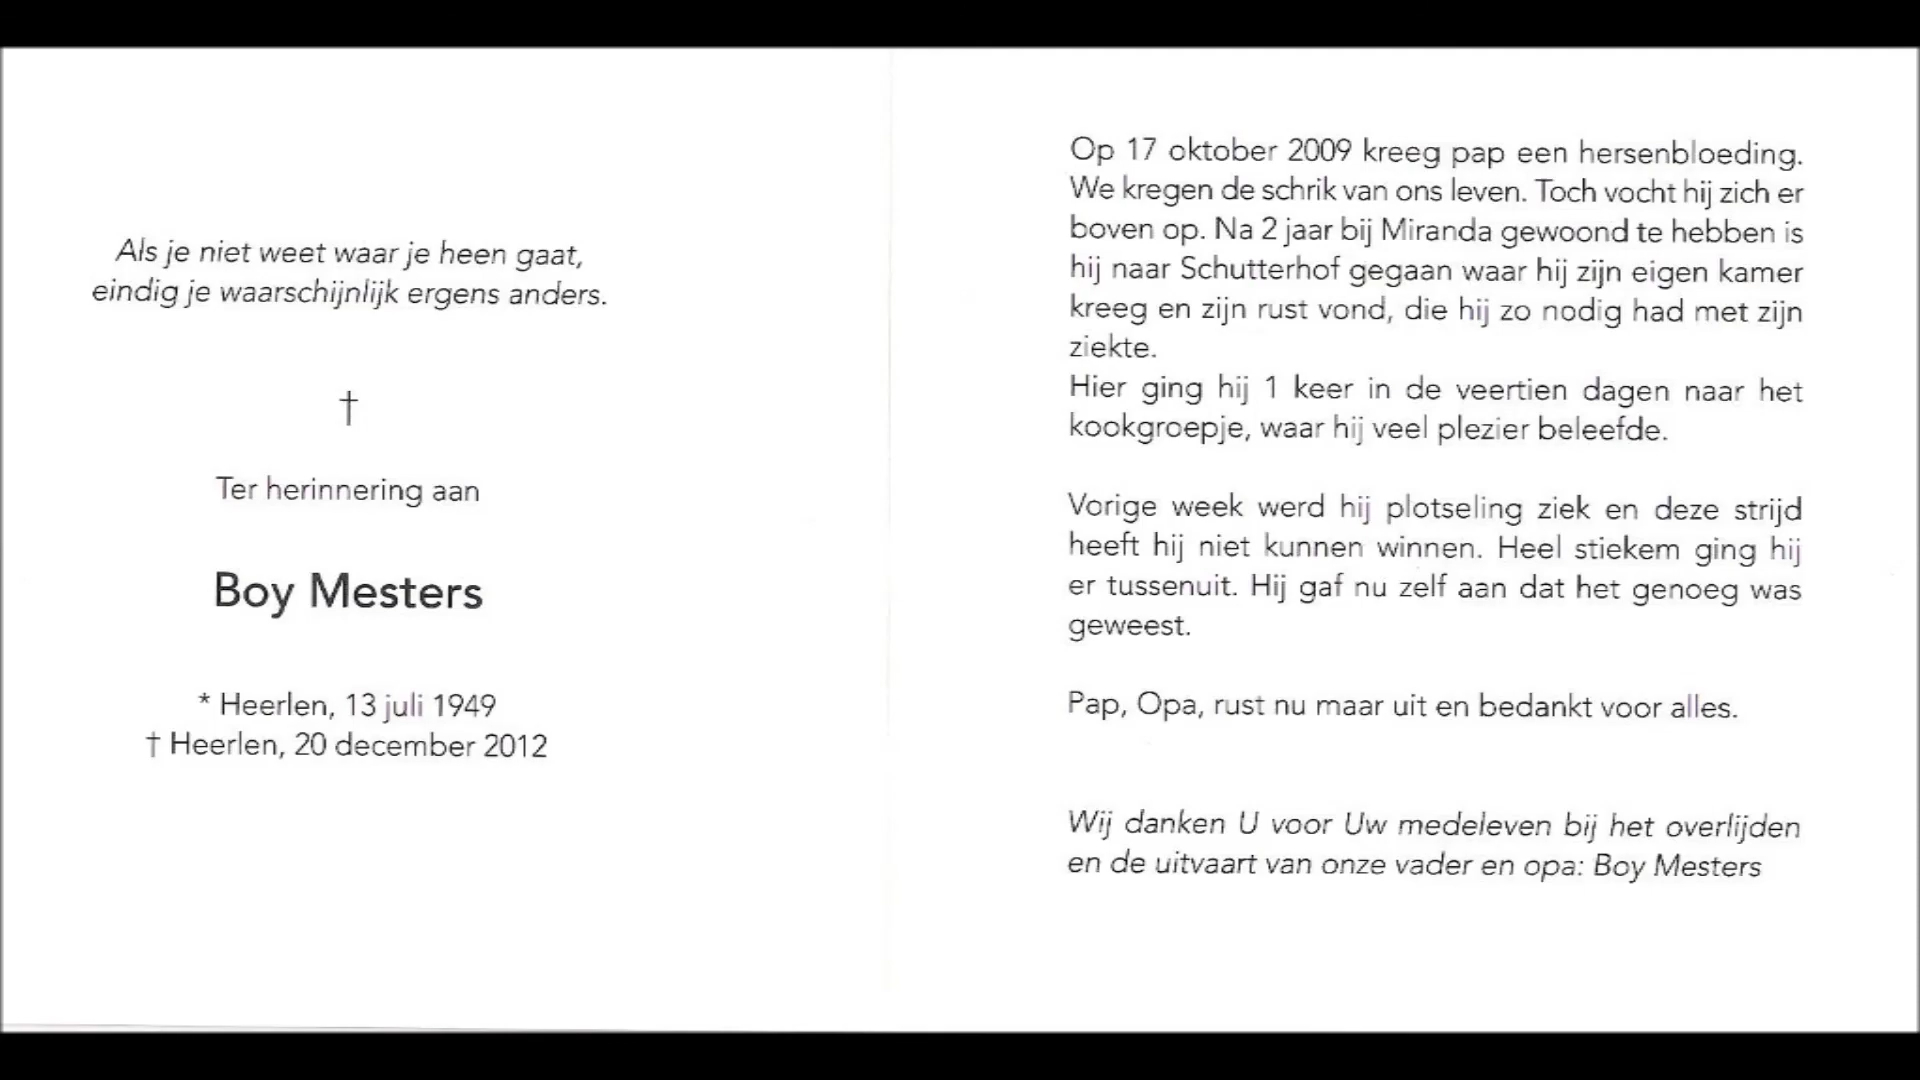 Als je niet weet waar je heen gaat,
eindig je waarschijnlijk ergens anders.
†
Ter herinnering aan
Boy Mesters
* Heerlen, 13 juli 1949
† Heerlen, 20 december 2012
Op 17 oktober 2009 kreeg pap een hersenbloeding.
We kregen de schrik van ons leven. Toch vocht hij zich er
boven op. Na 2 jaar bij Miranda gewoond te hebben is
hij naar Schutterhof gegaan waar hij zijn eigen kamer
kreeg en zijn rust vond, die hij zo nodig had met zijn
ziekte.
Hier ging hij 1 keer in de veertien dagen naar het
kookgroepje, waar hij veel plezier beleefde.
Vorige week werd hij plotseling ziek en deze strijd
heeft hij niet kunnen winnen. Heel stiekem ging hij
er tussenuit. Hij gaf nu zelf aan dat het genoeg was
geweest.
Pap, Opa, rust nu maar uit en bedankt voor alles.
Wij danken U voor Uw medeleven bij het overlijden
en de uitvaart van onze vader en opa: Boy Mesters